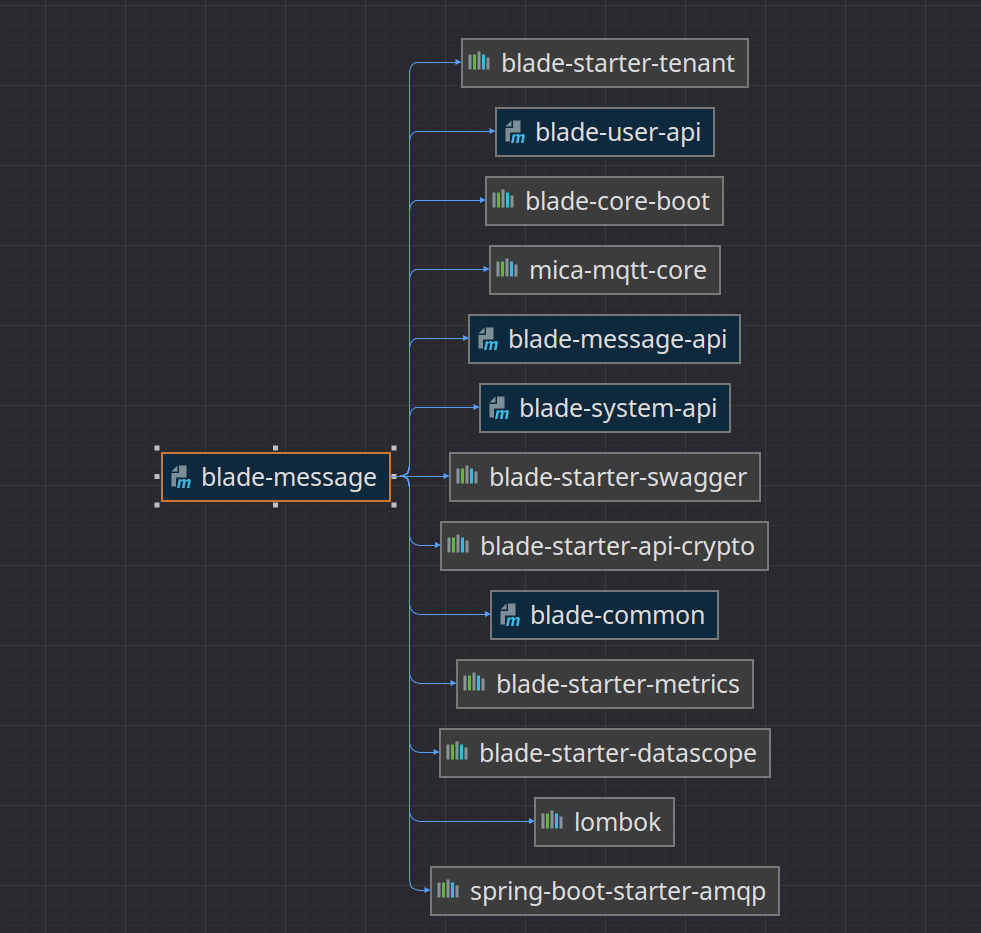 blade-starter-tenant
blade-user-api
blade-core-boot
mica-mqtt-core
blade-message-api
blade-system-api
blade-message
blade-starter-swagger
blade-starter-api-crypto
blade-common
blade-starter-metrics
blade-starter-datascope
lombok
spring-boot-starter-amqp